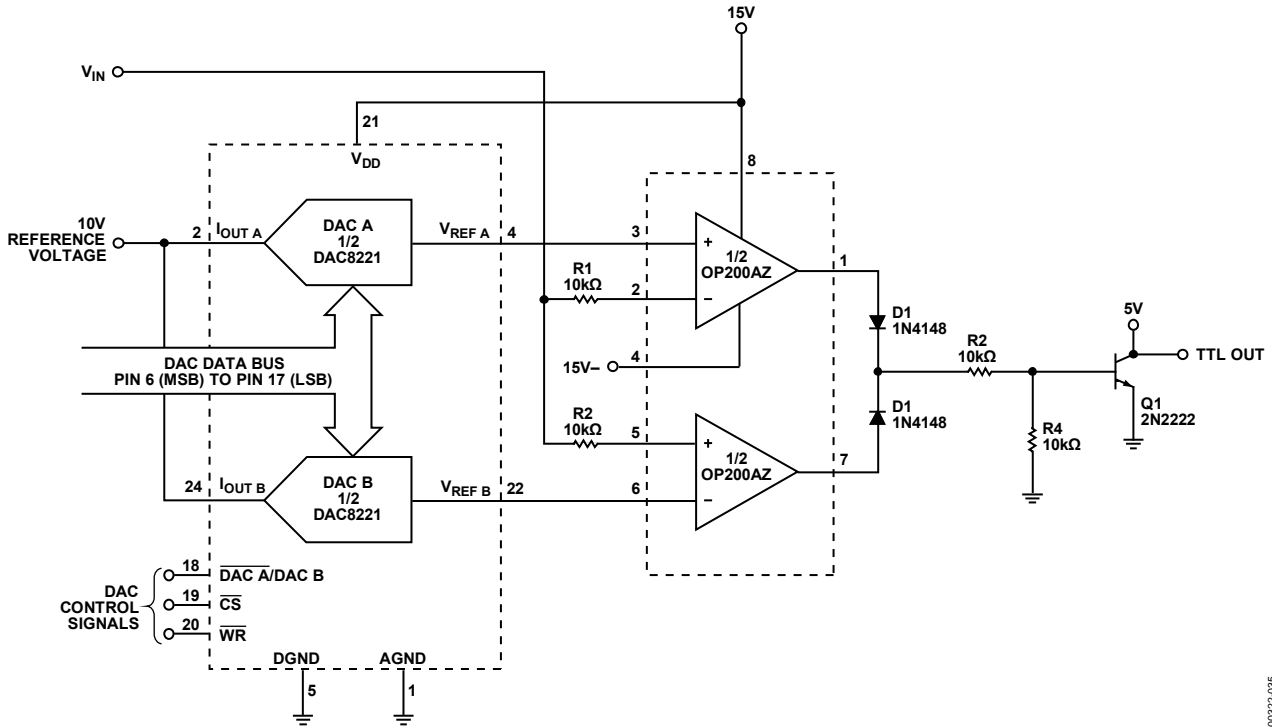 15V
VIN
21
VDD
8
10V
REFERENCE
VOLTAGE
2
IOUT A
DAC A
1/2
DAC8221
VREF A
4
3
+
1/2
OP200AZ
–
1
R1
10kΩ
2
D1
1N4148
5V
TTL OUT
15V–
4
R2
10kΩ
DAC DATA BUS
PIN 6 (MSB) TO PIN 17 (LSB)
R2
10kΩ
5
+
1/2
OP200AZ
–
7
D1
1N4148
Q1
2N2222
R4
10kΩ
24
IOUT B
DAC B
1/2
DAC8221
VREF B
22
6
DAC
CONTROL
SIGNALS
18
DAC A/DAC B
19
CS
20
WR
DGND
AGND
5
1
00322-035